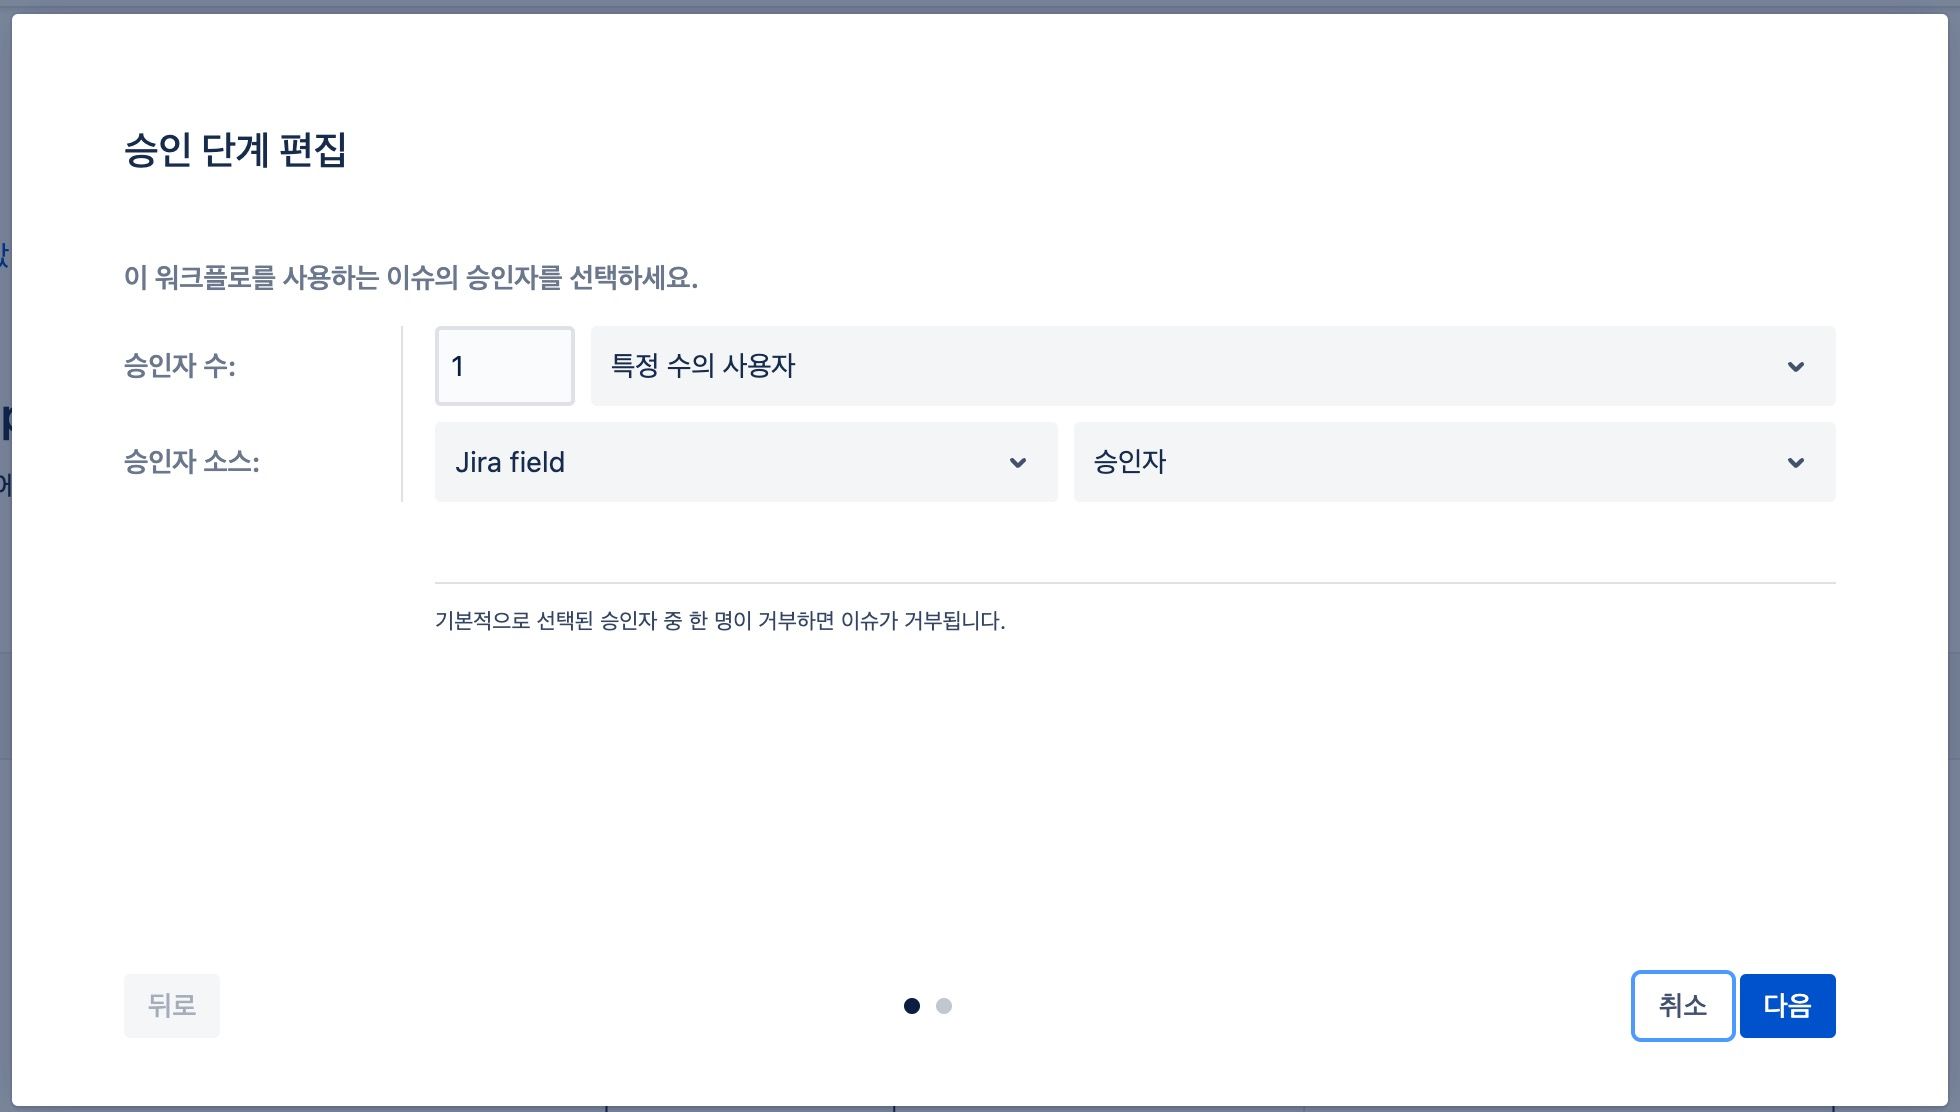 승인 단계 편집
이 워크플로를 사용하는 이슈의 승인자를 선택하세요.
승인자 수:
1
특정 수의 사용자
승인자 소스:
Jira field
승인자
기본적으로 선택된 승인자 중 한 명이 거부하면 이슈가 거부됩니다.
뒤로
취소
다음